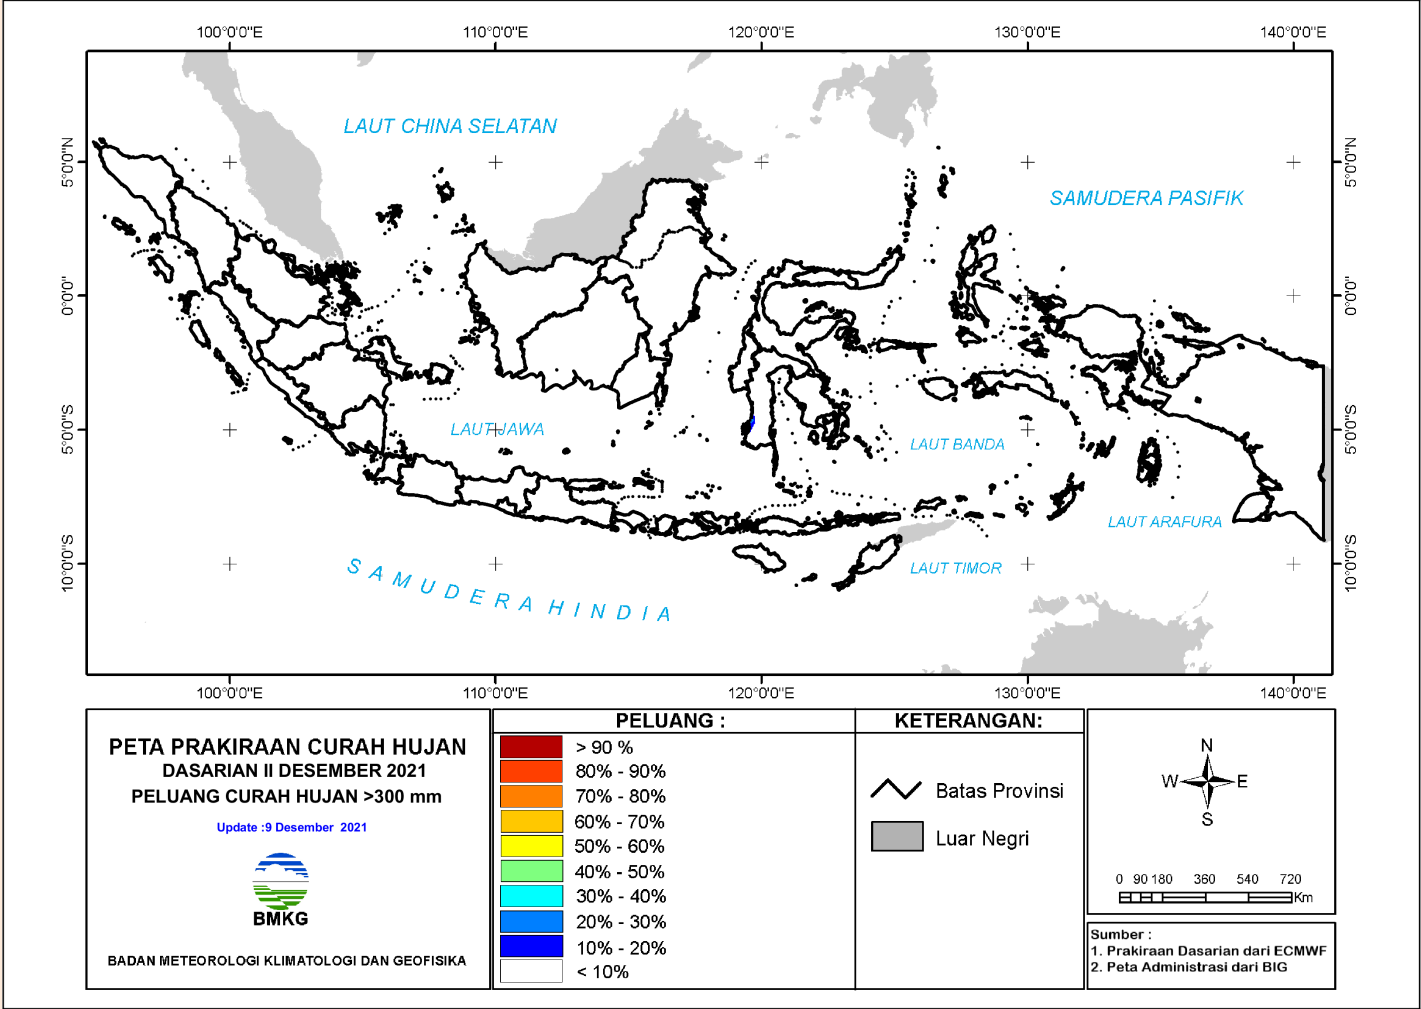 100°0'0"E 110°0'0"E 120°0'0"E 130°0'0"E 140°0'0"E
5°0'0"N
0°0'0"
5°0'0"S
10°0'0"S
LAUT CHINA SELATAN
SAMUDERA PASIFIK
LAUT JAWA
LAUT BANDA
LAUT ARAFURA
LAUT TIMOR
SAMUDERA HINDIA
5°0'0"N
0°0'0"
5°0'0"S
10°0'0"S
100°0'0"E 110°0'0"E 120°0'0"E 130°0'0"E 140°0'0"E
PETA PRAKIRAAN CURAH HUJAN
DASARIAN II DESEMBER 2021
PELUANG CURAH HUJAN >300 mm
Update :9 Desember 2021
BMKG
BADAN METEOROLOGI KLIMATOLOGI DAN GEOFISIKA
PELUANG :
> 90 %
80% - 90%
70% - 80%
60% - 70%
50% - 60%
40% - 50%
30% - 40%
20% - 30%
10% - 20%
< 10%
KETERANGAN:
Batas Provinsi
Luar Negri
N
W E
S
0 90 180 360 540 720
Km
Sumber :
1. Prakiraan Dasarian dari ECMWF
2. Peta Administrasi dari BIG